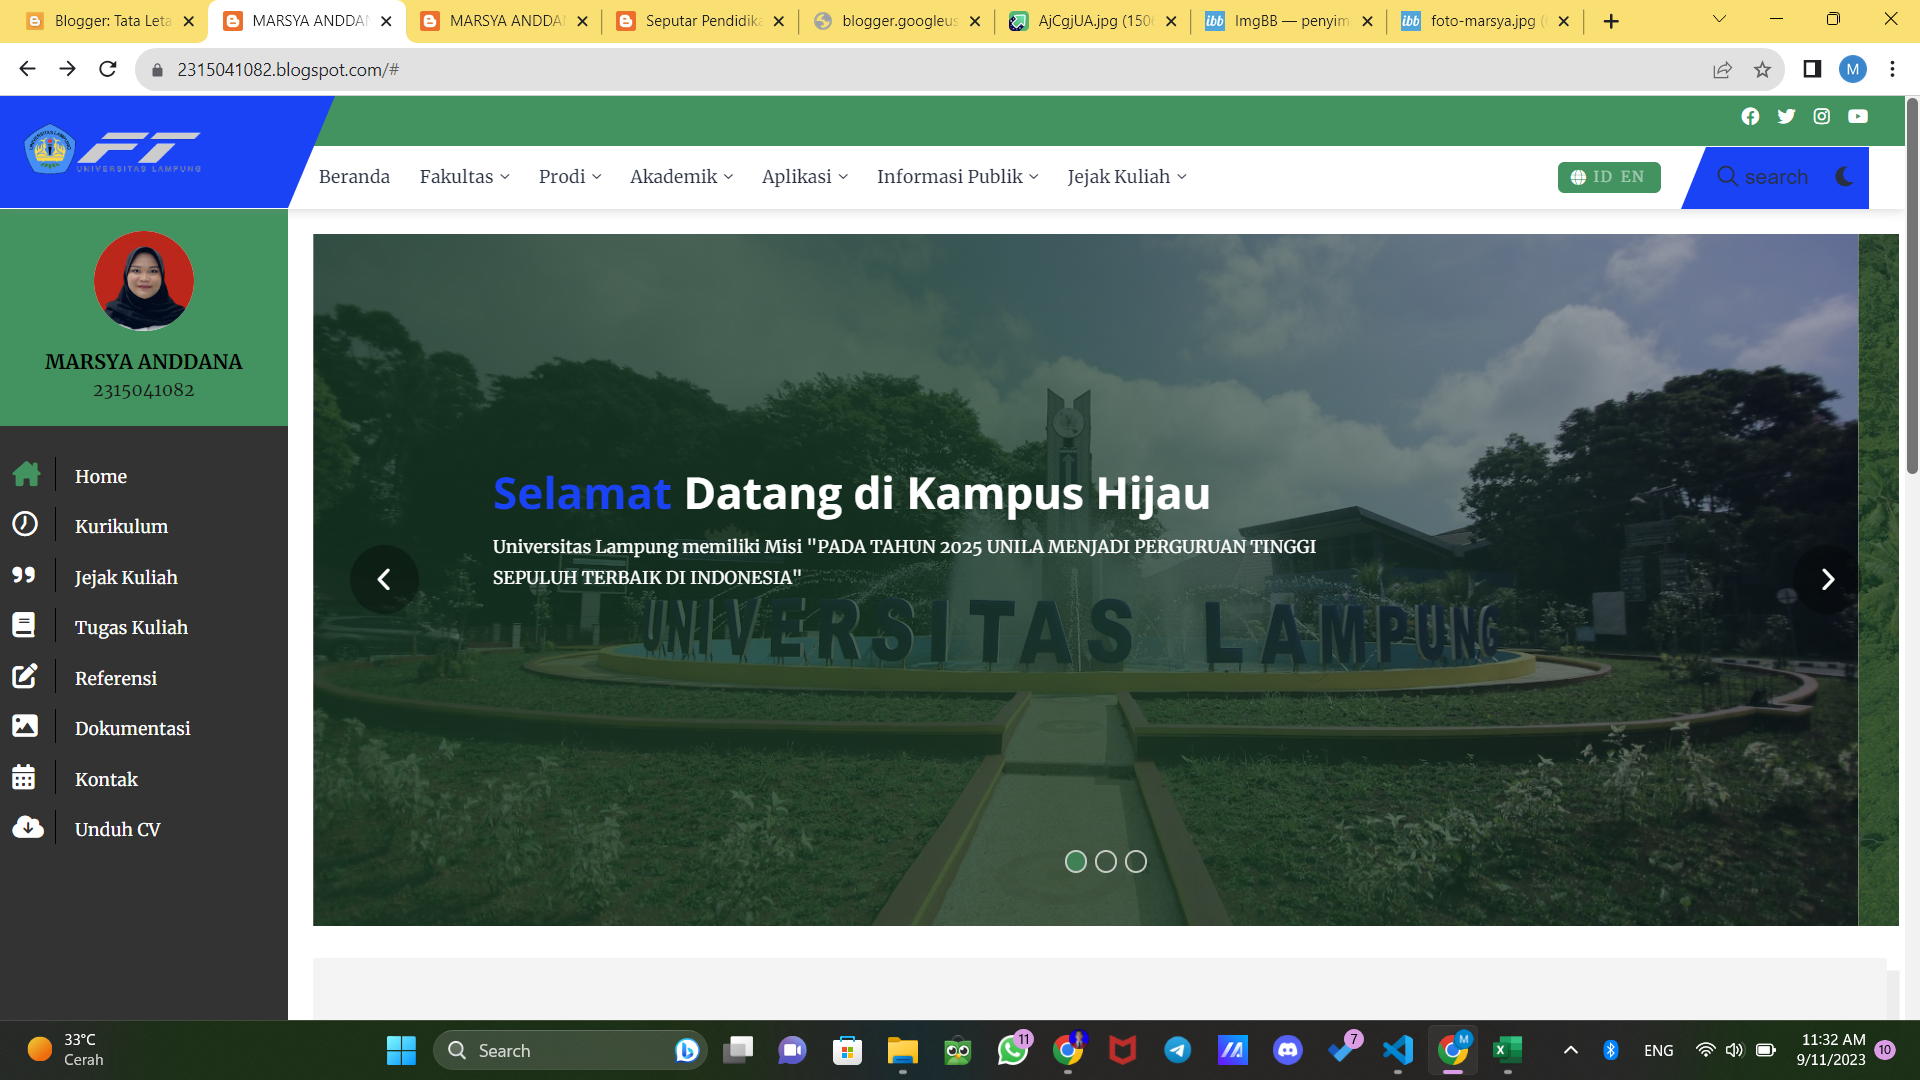 Blogger: Tata Leta
MARSYA ANDDAN
MARSYA ANDDAN
Seputar Pendidika
blogger.googleus
AjCgjUA.jpg (150
ImgBB — penyim
foto-marsya.jpg (
2315041082.blogspot.com/#
M
FT
UNIVERSITAS LAMPUNG
Beranda Fakultas Prodi Akademik Aplikasi Informasi Publik Jejak Kuliah
ID EN
search
MARSYA ANDDANA
2315041082
Home
Kurikulum
Jejak Kuliah
Tugas Kuliah
Referensi
Dokumentasi
Kontak
Unduh CV
Selamat Datang di Kampus Hijau
Universitas Lampung memiliki Misi "PADA TAHUN 2025 UNILA MENJADI PERGURUAN TINGGI
SEPULUH TERBAIK DI INDONESIA"
UNIVERSITAS LAMPUNG
33°C
Cerah
Search
11
M
7
ENG
11:32 AM
9/11/2023
10